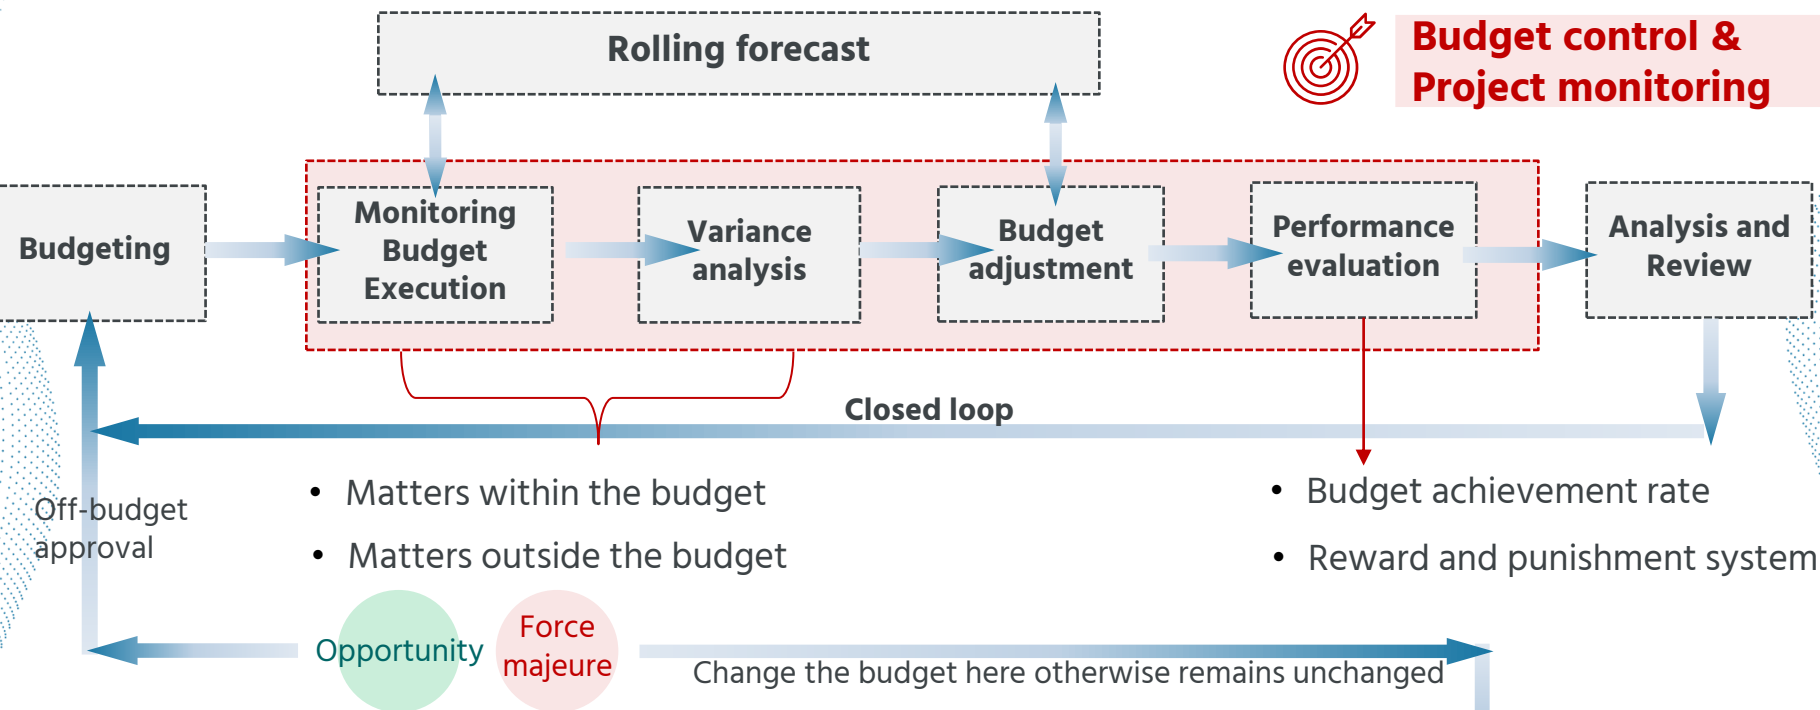 Rolling forecast
Budget control &
Project monitoring
Budgeting
Monitoring
Budget
Execution
Variance
analysis
Budget
adjustment
Performance
evaluation
Analysis and
Review
Closed loop
Off-budget
approval
• Matters within the budget
• Matters outside the budget
• Budget achievement rate
• Reward and punishment system
Opportunity
Force
majeure
Change the budget here otherwise remains unchanged